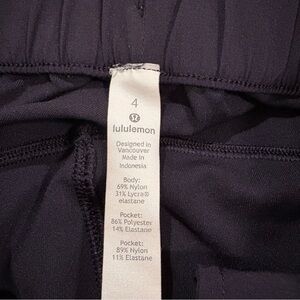 4
lululemon
Designed in
Vancouver
Made in
Indonesia
Body:
69% Nylon
31% Lycra®
elastane
Pocket:
86% Polyester
14% Elastane
Pocket:
89% Nylon
11% Elastane